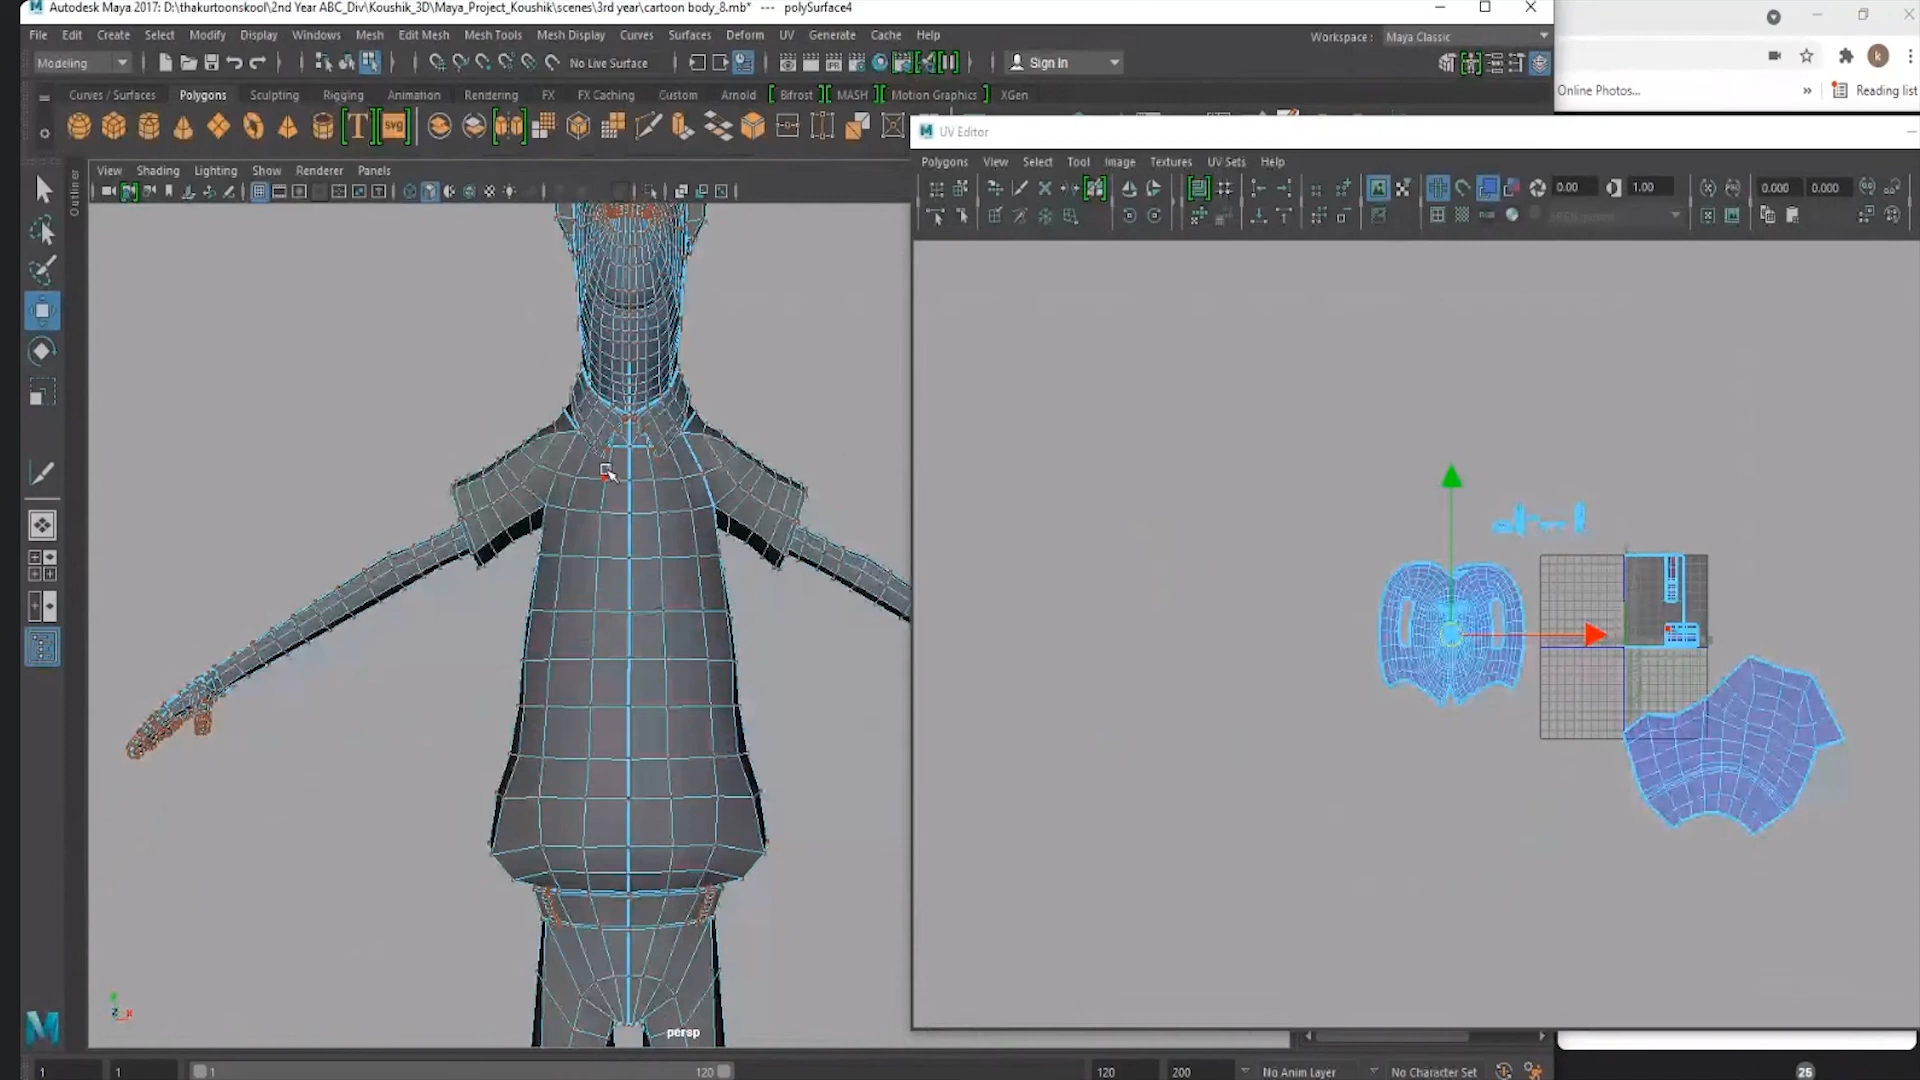 Autodesk Maya 2017: D:\thakurtoonskool\2nd Year ABC_Div\Koushik_3D\Maya_Project_Koushik\scenes\3rd year\cartoon body_8.mb* --- polySurface4
File Edit Create Select Modify Display Windows Mesh Edit Mesh Mesh Tools Mesh Display Curves Surfaces Deform UV Generate Cache Help
Workspace : Maya Classic
Modeling
No Live Surface
Sign In
Curves / Surfaces Polygons Sculpting Rigging Animation Rendering FX FX Caching Custom Arnold Bifrost MASH Motion Graphics XGen
T svg
Online Photos...
»
Reading list
k
UV Editor
Polygons View Select Tool Image Textures UV Sets Help
0.00 1.00 0.000 0.000
View Shading Lighting Show Renderer Panels
Outliner
persp
1 1 1 120 120 200 No Anim Layer No Character Set
25